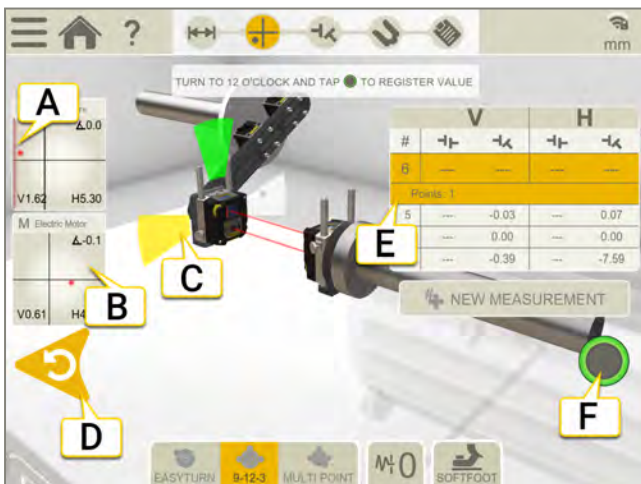 ?
mm
TURN TO 12 O'CLOCK AND TAP TO REGISTER VALUE
A
0.0
V1.62 H5.30
M Electric Motor
-0.1
V0.61 H4
B
C
D
V H
#
6 --- --- --- ---
Points: 1
5 --- -0.03 --- 0.07
--- 0.00 --- 0.00
--- -0.39 --- -7.59
E
NEW MEASUREMENT
F
EASYTURN 9-12-3 MULTI POINT 0 SOFTFOOT